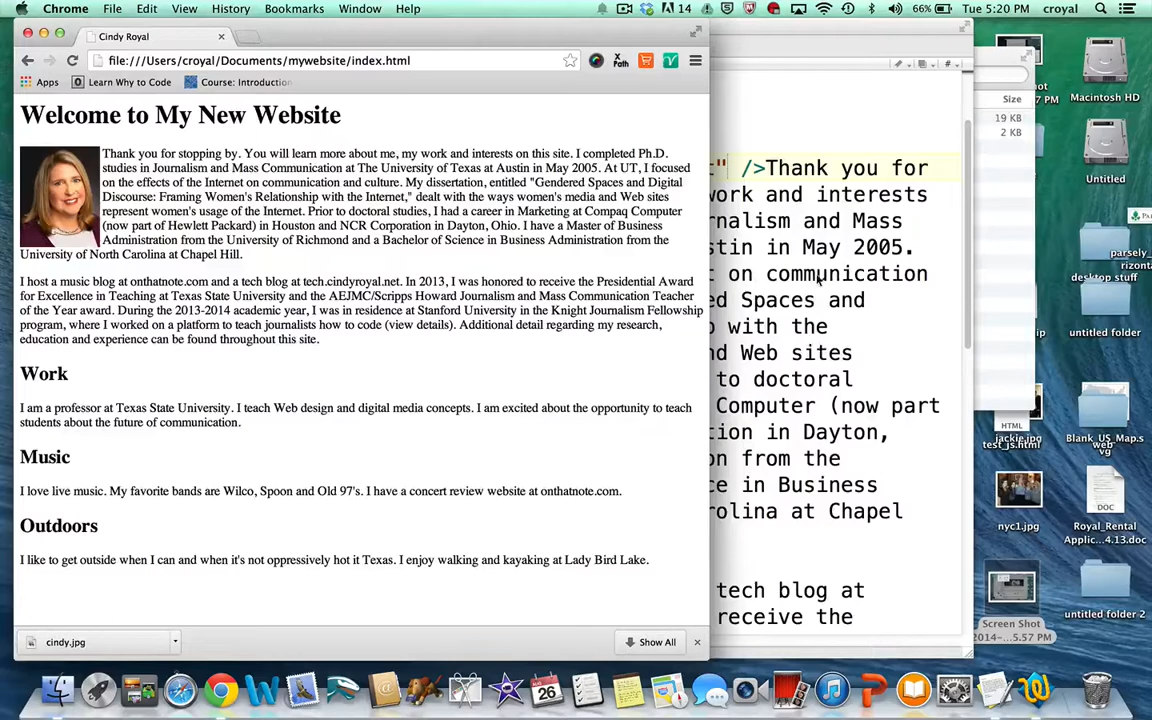 Chrome File Edit View History Bookmarks Window Help
14
66% Tue 5:20 PM croyal
Cindy Royal
file:///Users/croyal/Documents/mywebsite/index.html
Apps Learn Why to Code Course: Introduction
Welcome to My New Website
Thank you for stopping by. You will learn more about me, my work and interests on this site. I completed Ph.D.
studies in Journalism and Mass Communication at The University of Texas at Austin in May 2005. At UT, I focused
on the effects of the Internet on communication and culture. My dissertation, entitled "Gendered Spaces and Digital
Discourse: Framing Women's Relationship with the Internet," dealt with the ways women's media and Web sites
represent women's usage of the Internet. Prior to doctoral studies, I had a career in Marketing at Compaq Computer
(now part of Hewlett Packard) in Houston and NCR Corporation in Dayton, Ohio. I have a Master of Business
Administration from the University of Richmond and a Bachelor of Science in Business Administration from the
University of North Carolina at Chapel Hill.
I host a music blog at onthatnote.com and a tech blog at tech.cindyroyal.net. In 2013, I was honored to receive the Presidential Award
for Excellence in Teaching at Texas State University and the AEJMC/Scripps Howard Journalism and Mass Communication Teacher
of the Year award. During the 2013-2014 academic year, I was in residence at Stanford University in the Knight Journalism Fellowship
program, where I worked on a platform to teach journalists how to code (view details). Additional detail regarding my research,
education and experience can be found throughout this site.
Work
I am a professor at Texas State University. I teach Web design and digital media concepts. I am excited about the opportunity to teach
students about the future of communication.
Music
I love live music. My favorite bands are Wilco, Spoon and Old 97's. I have a concert review website at onthatnote.com.
Outdoors
I like to get outside when I can and when it's not oppressively hot it Texas. I enjoy walking and kayaking at Lady Bird Lake.
cindy.jpg
Show All
t" />Thank you for
work and interests
rnalism and Mass
stin in May 2005.
t on communication
ed Spaces and
with the
nd Web sites
to doctoral
Computer (now part
tion in Dayton,
on from the
ce in Business
rolina at Chapel
tech blog at
receive the
Size
19 KB
2 KB
Macintosh HD
Untitled
parsely_
rizonta
desktop stuff
untitled folder
HTML
jackie.jpg
test_js.html
Blank_US_Map.s
vg
web
nyc1.jpg
DOC
Royal_Rental
Applic...4.13.doc
Screen Shot
2014-...5.57 PM
untitled folder 2